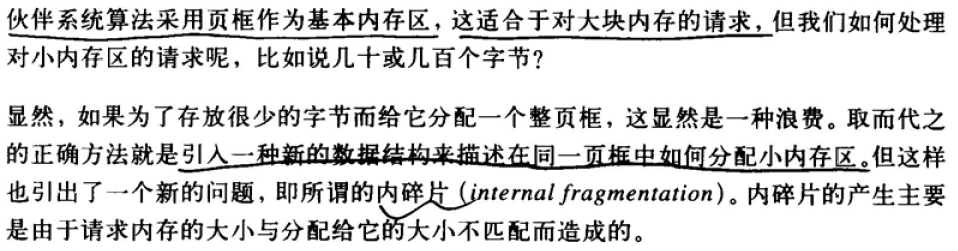 伙伴系统算法采用页框作为基本内存区，这适合于对大块内存的请求，但我们如何处理
对小内存区的请求呢，比如说几十或几百个字节？
显然，如果为了存放很少的字节而给它分配一个整页框，这显然是一种浪费。取而代之
的正确方法就是引入一种新的数据结构来描述在同一页框中如何分配小内存区。但这样
也引出了一个新的问题，即所谓的内碎片（internal fragmentation）。内碎片的产生主要
是由于请求内存的大小与分配给它的大小不匹配而造成的。